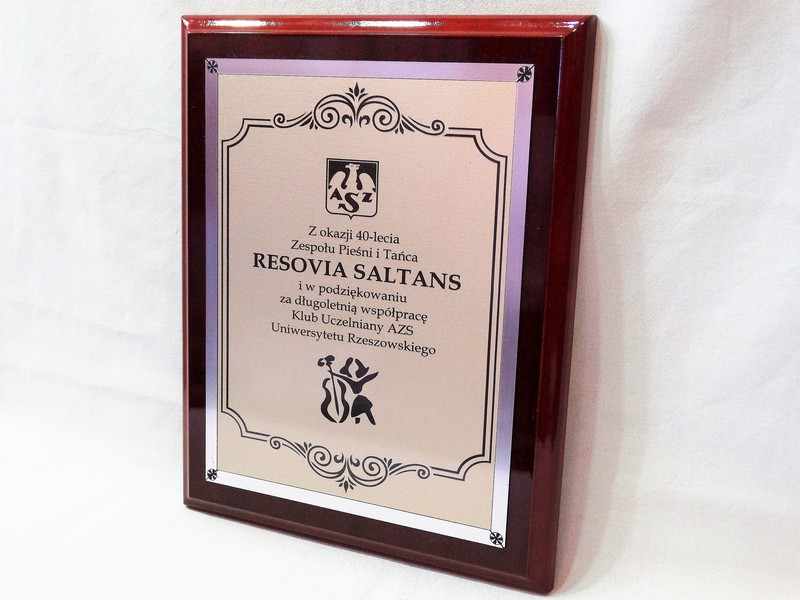 AZS
Z okazji 40-lecia
Zespołu Pieśni i Tańca
RESOVIA SALTANS
i w podziękowaniu
za długoletnią współpracę
Klub Uczelniany AZS
Uniwersytetu Rzeszowskiego